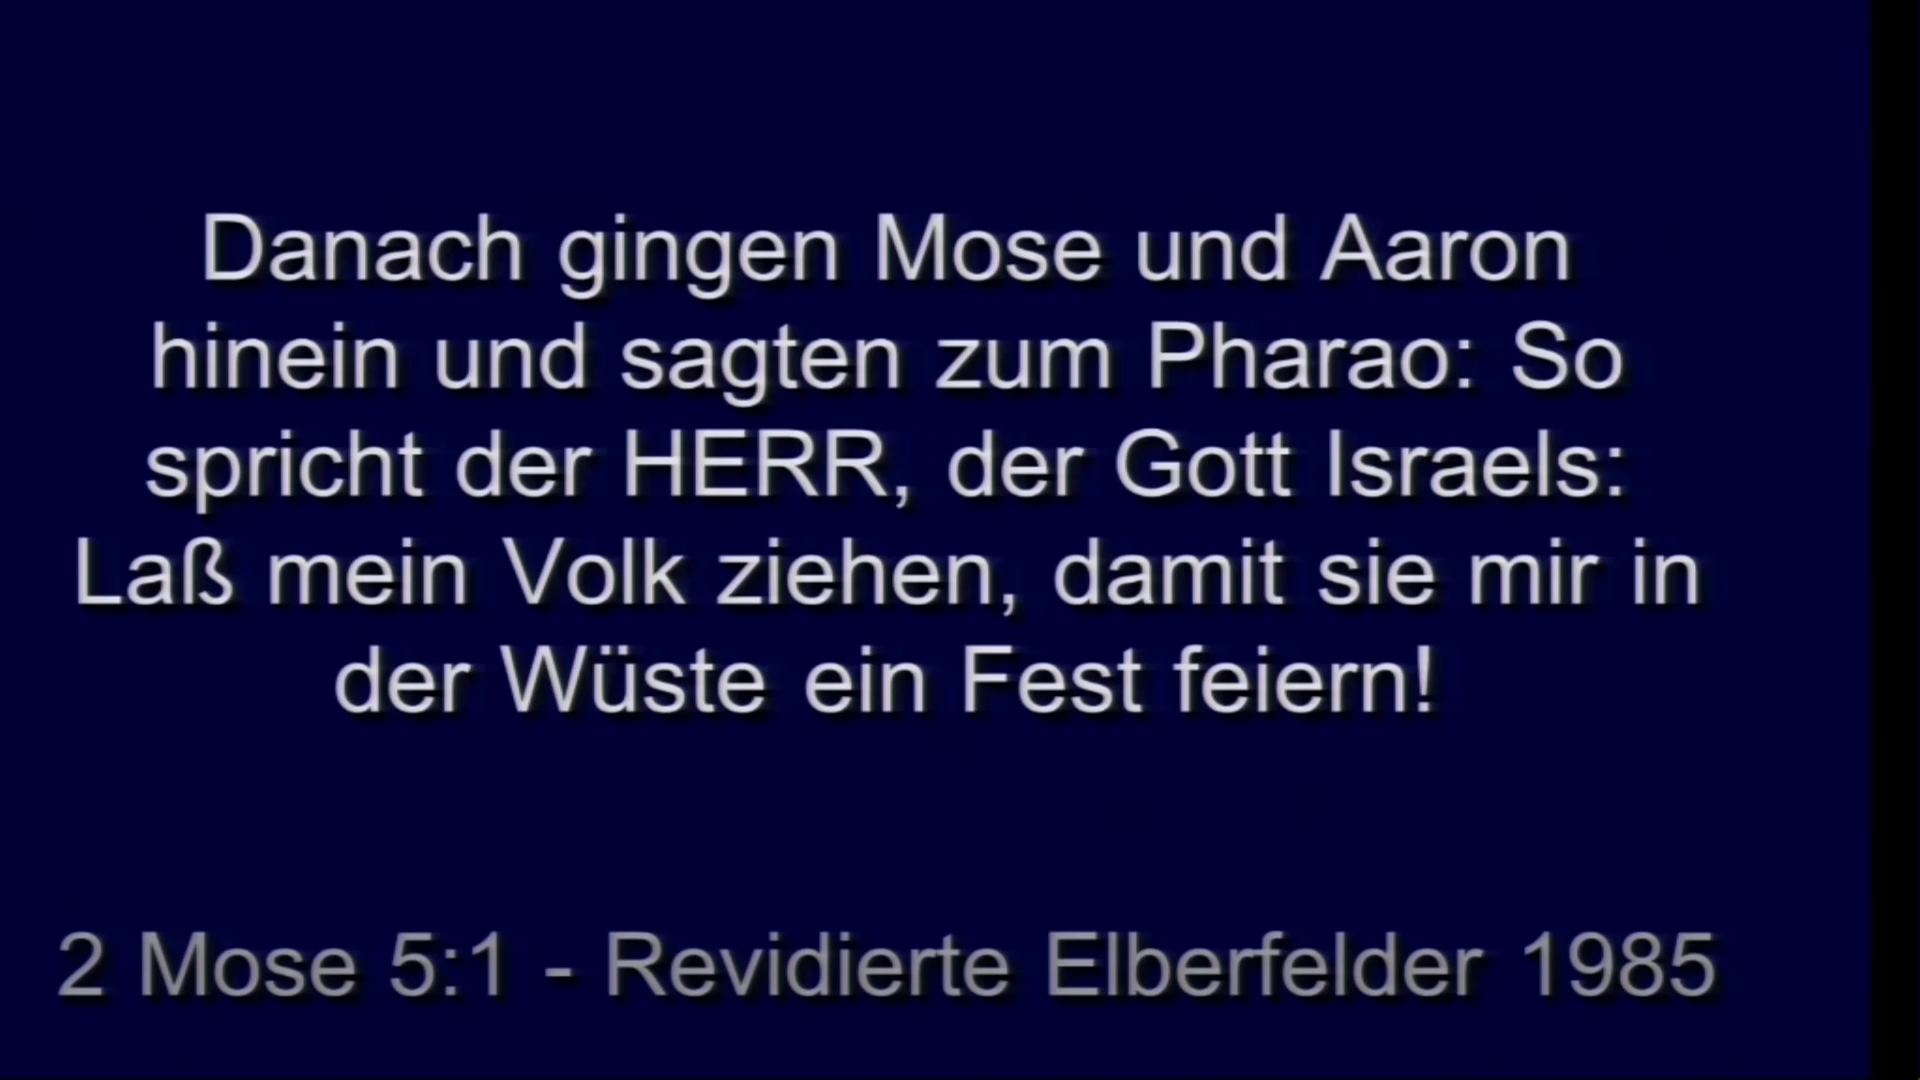 Danach gingen Mose und Aaron
hinein und sagten zum Pharao: So
spricht der HERR, der Gott Israels:
Laß mein Volk ziehen, damit sie mir in
der Wüste ein Fest feiern!
2 Mose 5:1 - Revidierte Elberfelder 1985